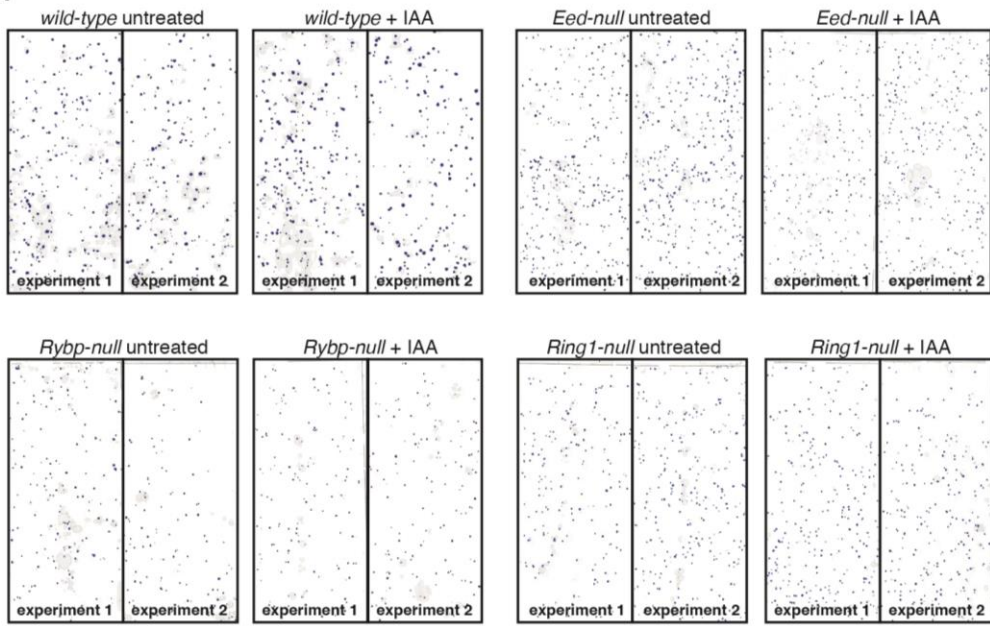 wild-type untreated
wild-type + IAA
Eed-null untreated
Eed-null + IAA
experiment 1
experiment 2
experiment 1
experiment 2
experiment 1
experiment 2
experiment 1
experiment 2
Rybp-null untreated
Rybp-null + IAA
Ring1-null untreated
Ring1-null + IAA
experiment 1
experiment 2
experiment 1
experiment 2
experiment 1
experiment 2
experiment 1
experiment 2